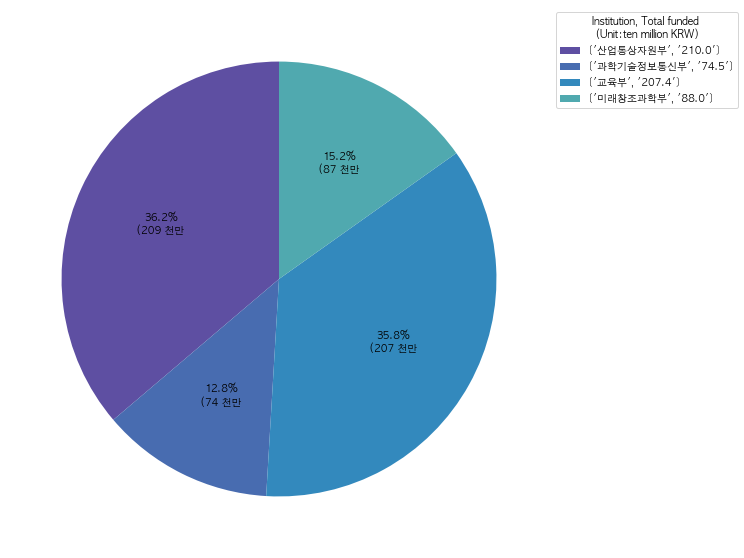 Institution, Total funded
(Unit: ten million KRW)
('산업통상자원부', '210.0')
('과학기술정보통신부', '74.5')
('교육부', '207.4')
('미래창조과학부', '88.0')
15.2%
(87 천만
36.2%
(209 천만
35.8%
(207 천만
12.8%
(74 천만